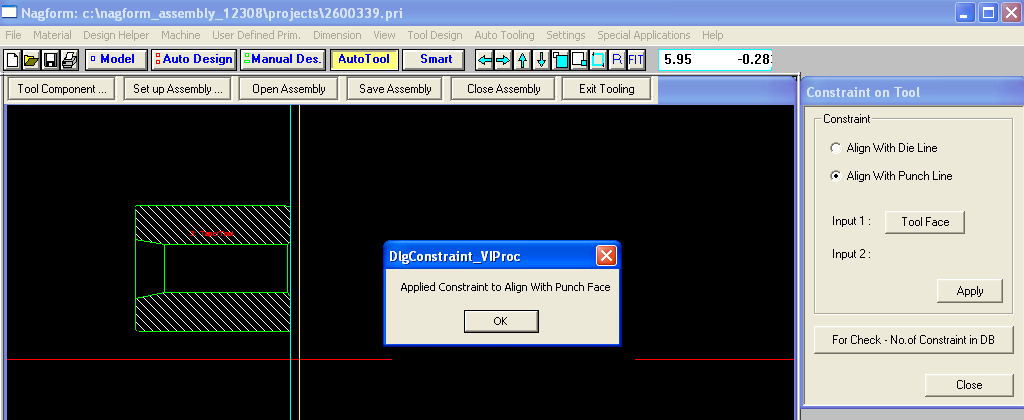 Nagform: c:\nagform_assembly_12308\projects\2600339.pri
File Material Design Helper Machine User Defined Prim. Dimension View Tool Design Auto Tooling Settings Special Applications Help
Model Auto Design Manual Des. AutoTool Smart R FIT 5.95 -0.28
Tool Component ... Set up Assembly ... Open Assembly Save Assembly Close Assembly Exit Tooling
Constraint on Tool
Constraint
Align With Die Line
Align With Punch Line
Input 1 : Tool Face
Input 2 :
Apply
For Check - No.of Constraint in DB
Close
DlgConstraint_VIProc
Applied Constraint to Align With Punch Face
OK